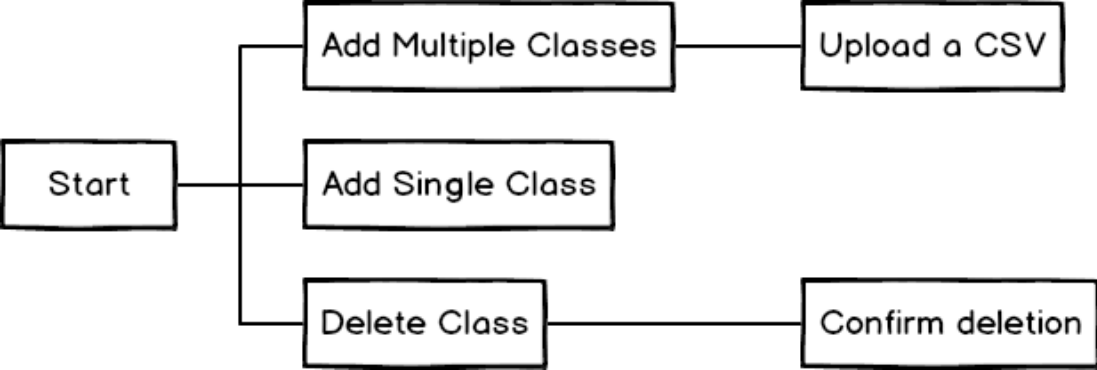 Add Multiple Classes
Upload a CSV
Start
Add Single Class
Delete Class
Confirm deletion